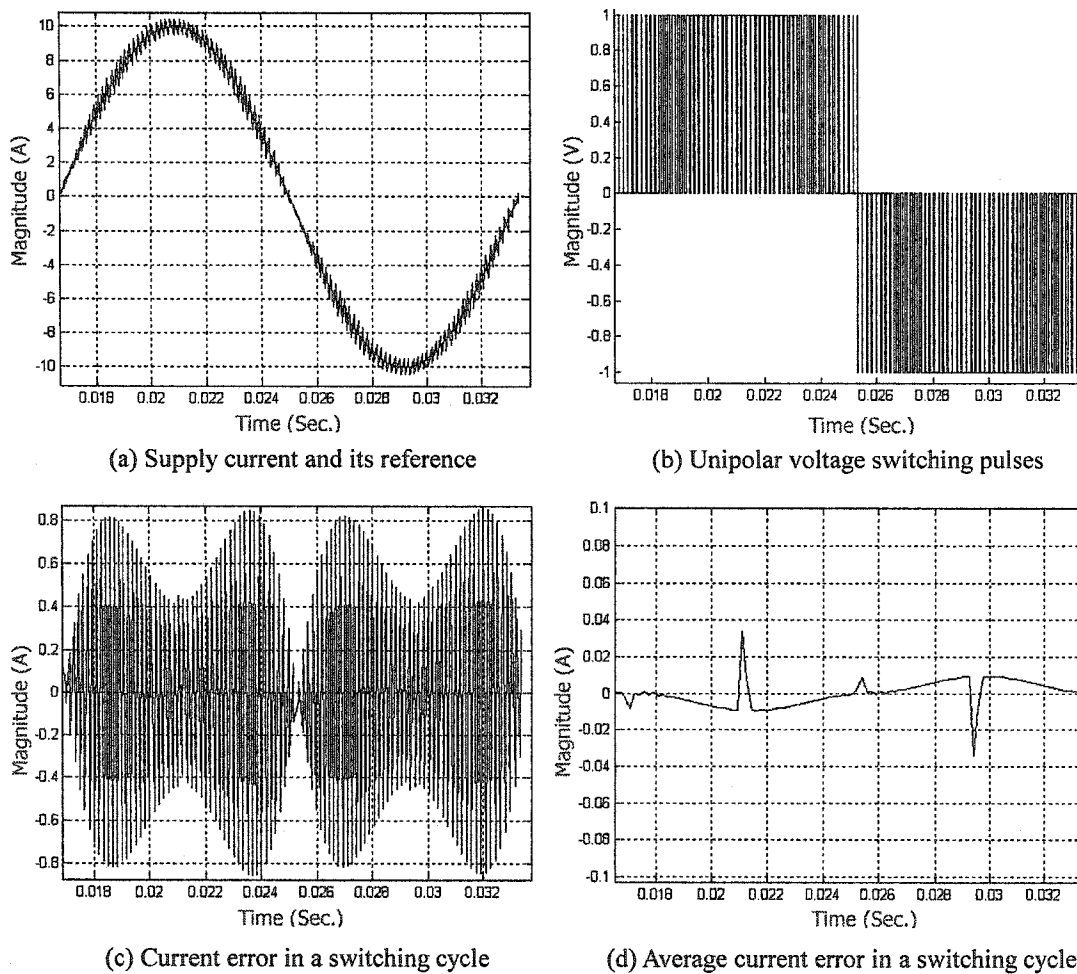 10
8
6
4
2
0
-2
-4
-6
-8
-10
Magnitude (A)
0.018 0.02 0.022 0.024 0.026 0.028 0.03 0.032
Time (Sec.)
(a) Supply current and its reference
1
0.8
0.6
0.4
0.2
0
-0.2
-0.4
-0.6
-0.8
-1
Magnitude (V)
0.018 0.02 0.022 0.024 0.026 0.028 0.03 0.032
Time (Sec.)
(b) Unipolar voltage switching pulses
0.8
0.6
0.4
0.2
0
-0.2
-0.4
-0.6
-0.8
Magnitude (A)
0.018 0.02 0.022 0.024 0.026 0.028 0.03 0.032
Time (Sec.)
(c) Current error in a switching cycle
0.1
0.08
0.06
0.04
0.02
0
-0.02
-0.04
-0.06
-0.08
-0.1
Magnitude (A)
0.018 0.02 0.022 0.024 0.026 0.028 0.03 0.032
Time (Sec.)
(d) Average current error in a switching cycle